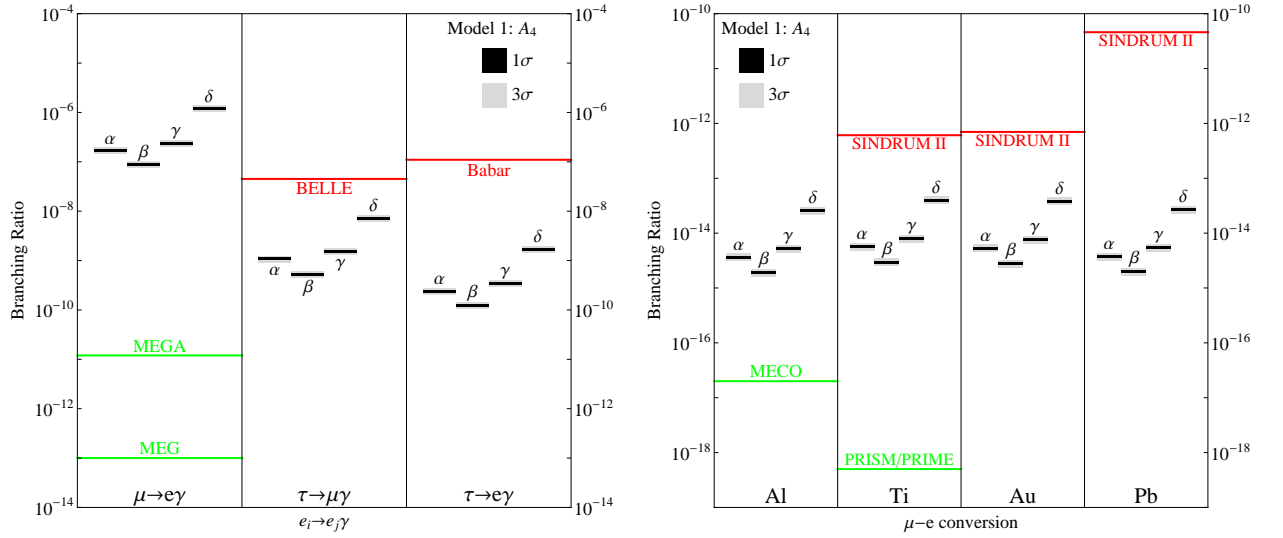 Model 1: A₄
1σ
3σ
Branching Ratio
10⁻⁴
10⁻⁶
10⁻⁸
10⁻¹⁰
10⁻¹²
10⁻¹⁴
α
β
γ
δ
MEGA
MEG
BELLE
α
β
γ
δ
Babar
α
β
γ
δ
10⁻⁴
10⁻⁶
10⁻⁸
10⁻¹⁰
10⁻¹²
10⁻¹⁴
μ→eγ
τ→μγ
τ→eγ
eᵢ→eⱼγ
Model 1: A₄
1σ
3σ
Branching Ratio
10⁻¹⁰
10⁻¹²
10⁻¹⁴
10⁻¹⁶
10⁻¹⁸
α
β
γ
δ
MECO
SINDRUM II
α
β
γ
δ
PRISM/PRIME
SINDRUM II
α
β
γ
δ
SINDRUM II
α
β
γ
δ
10⁻¹⁰
10⁻¹²
10⁻¹⁴
10⁻¹⁶
10⁻¹⁸
Al
Ti
Au
Pb
μ−e conversion